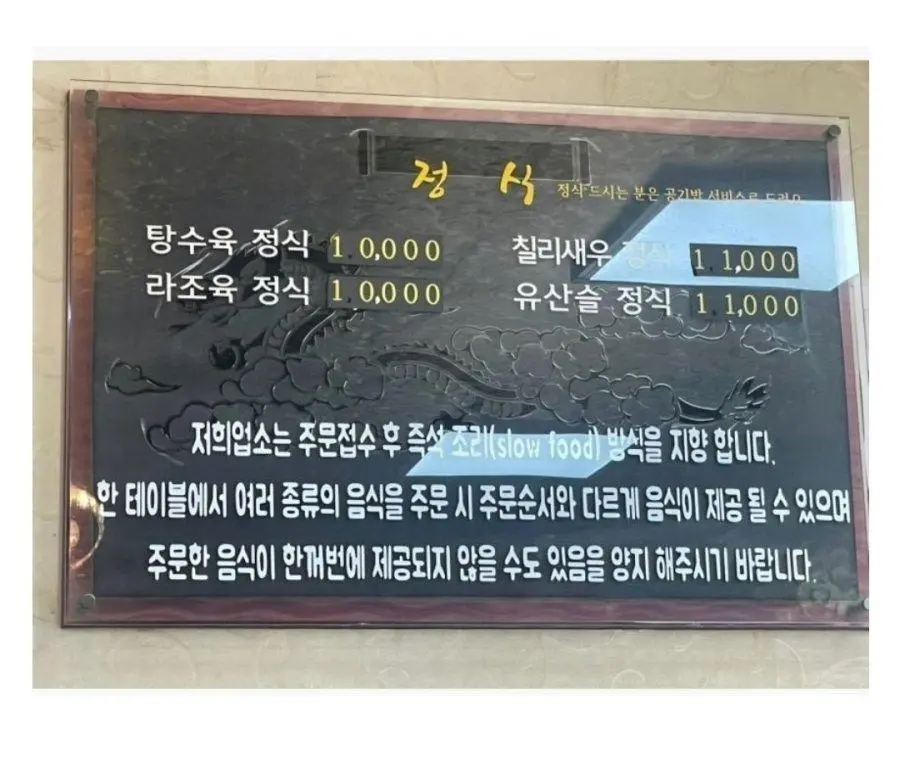 정 식 정식 드시는 분은 공기밥 서비스로 드려요
탕수육 정식 10,000 칠리새우 정식 11,000
라조육 정식 10,000 유산슬 정식 11,000
저희업소는 주문접수 후 즉석 조리(slow food) 방식을 지향 합니다.
한 테이블에서 여러 종류의 음식을 주문 시 주문순서와 다르게 음식이 제공 될 수 있으며
주문한 음식이 한꺼번에 제공되지 않을 수도 있음을 양지 해주시기 바랍니다.